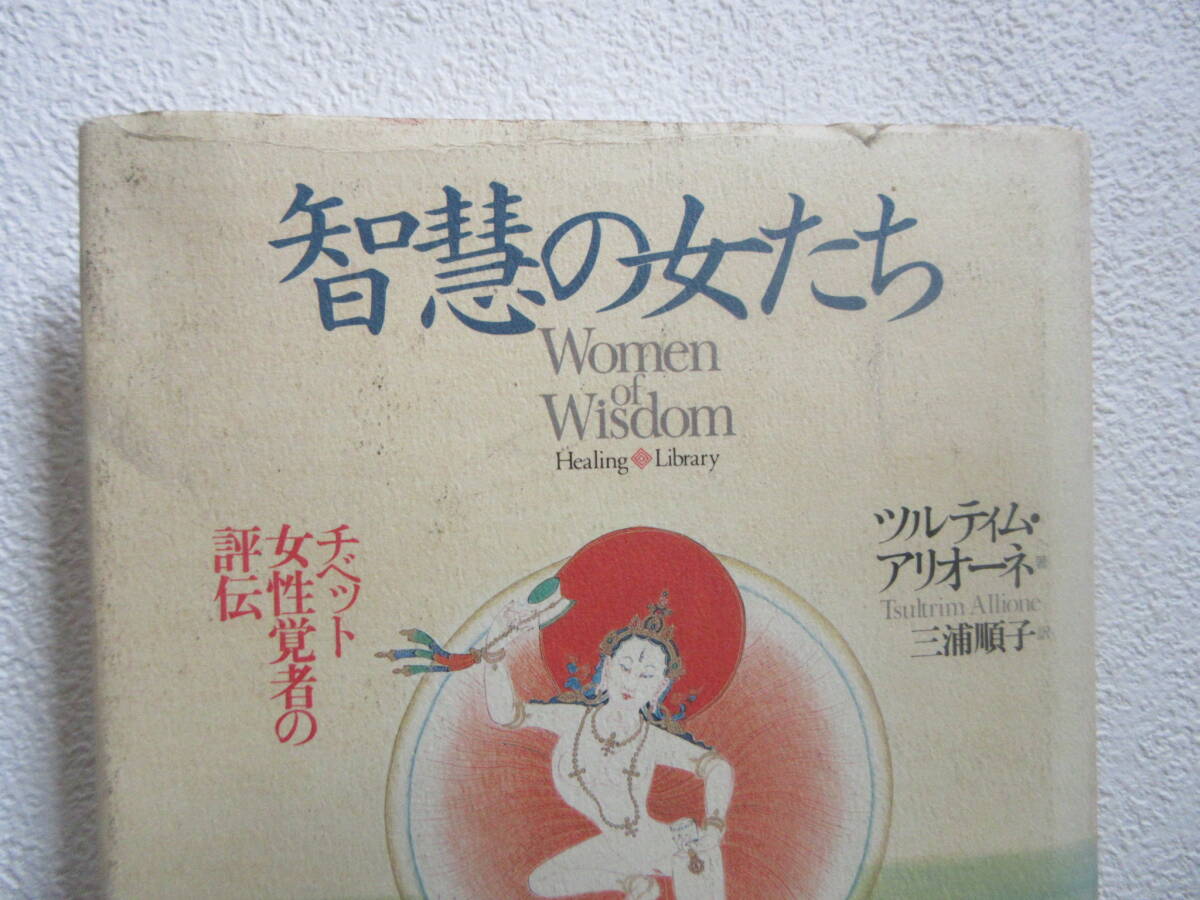 智慧の女たち
Women
of
Wisdom
Healing Library
チベット
女性覚者の
評伝
ツルティム・
アリオーネ 著
Tsultrim Allione
三浦順子 訳